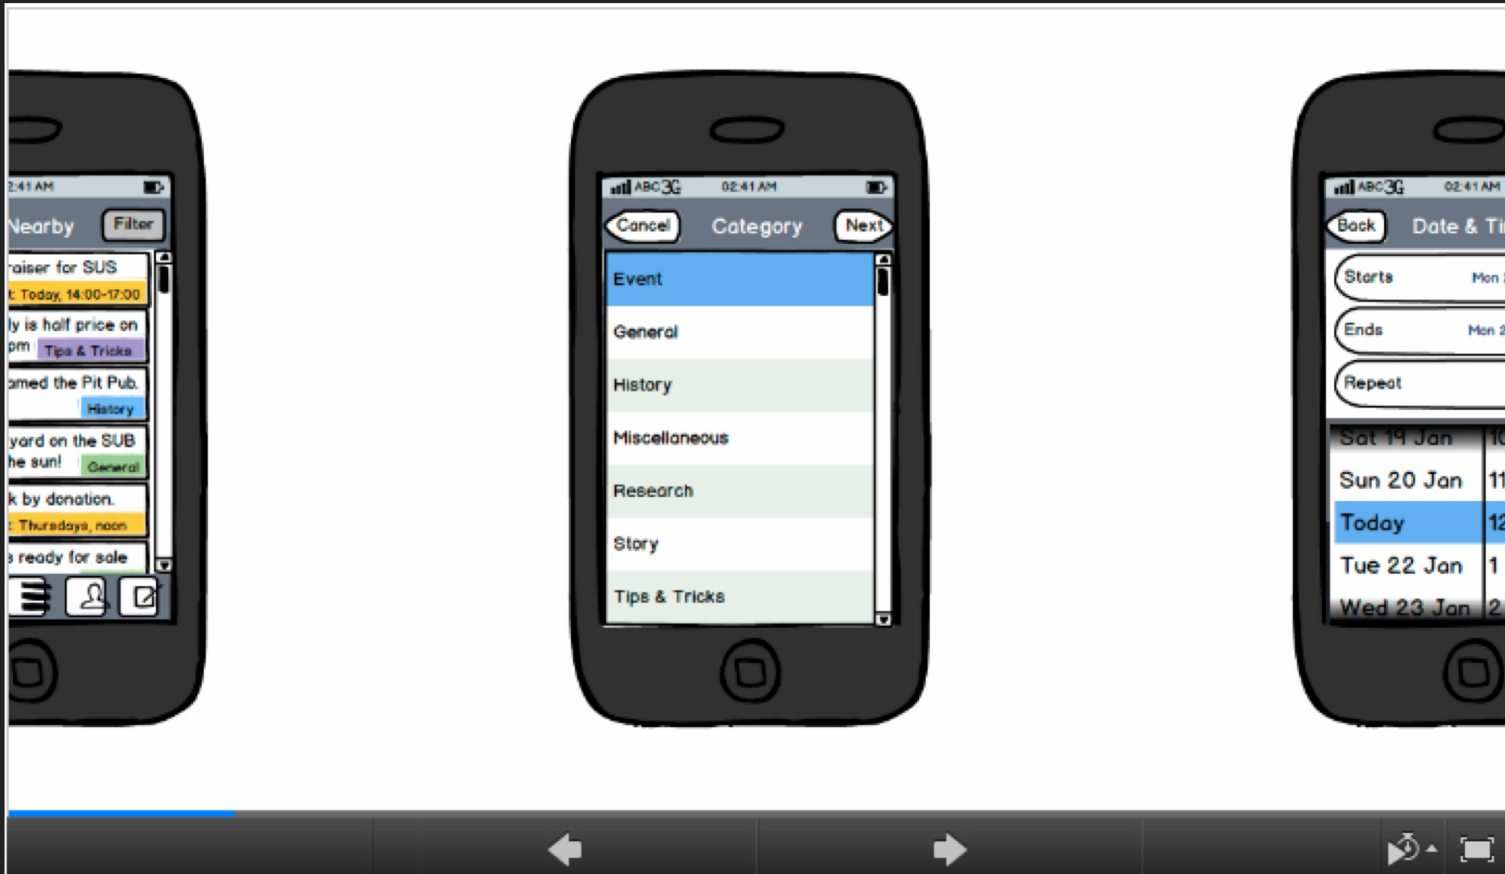 2:41 AM
Nearby
Filter
raiser for SUS
t: Today, 14:00-17:00
ly is half price on
pm
Tips & Tricks
amed the Pit Pub.
History
yard on the SUB
he sun!
General
k by donation.
t: Thursdays, noon
s ready for sale
ABC 3G 02:41 AM
Cancel
Category
Next
Event
General
History
Miscellaneous
Research
Story
Tips & Tricks
ABC 3G 02:41 AM
Back
Date & Ti
Starts
Mon
Ends
Mon 2
Repeat
Sat 19 Jan 10
Sun 20 Jan 11
Today 12
Tue 22 Jan 1
Wed 23 Jan 2